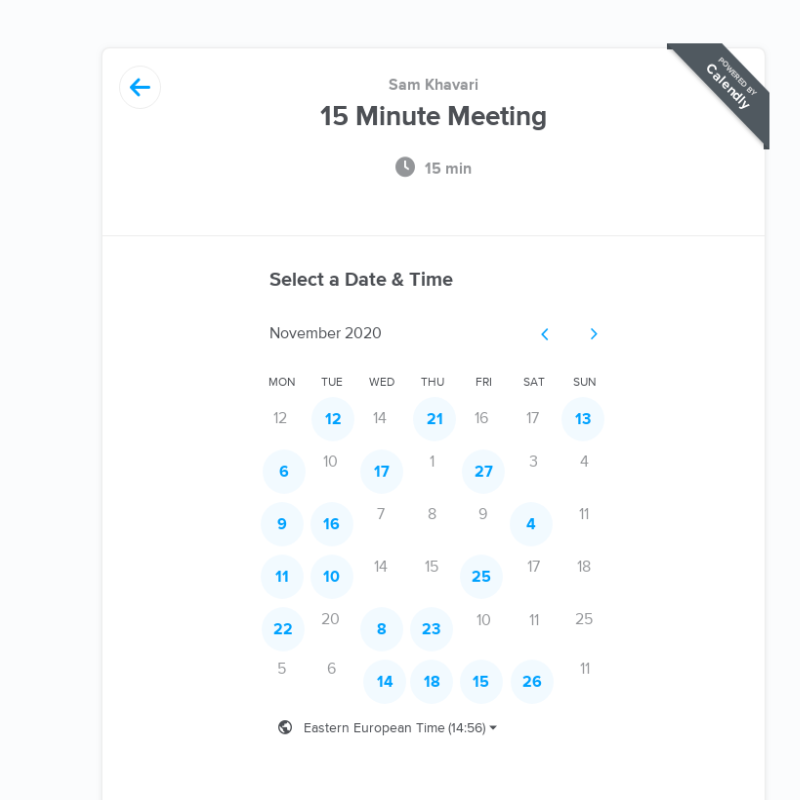 POWERED BY
Calendly
Sam Khavari
15 Minute Meeting
15 min
Select a Date & Time
November 2020
MON TUE WED THU FRI SAT SUN
12 12 14 21 16 17 13
6 10 17 1 27 3 4
9 16 7 8 9 4 11
11 10 14 15 25 17 18
22 20 8 23 10 11 25
5 6 14 18 15 26 11
Eastern European Time (14:56)